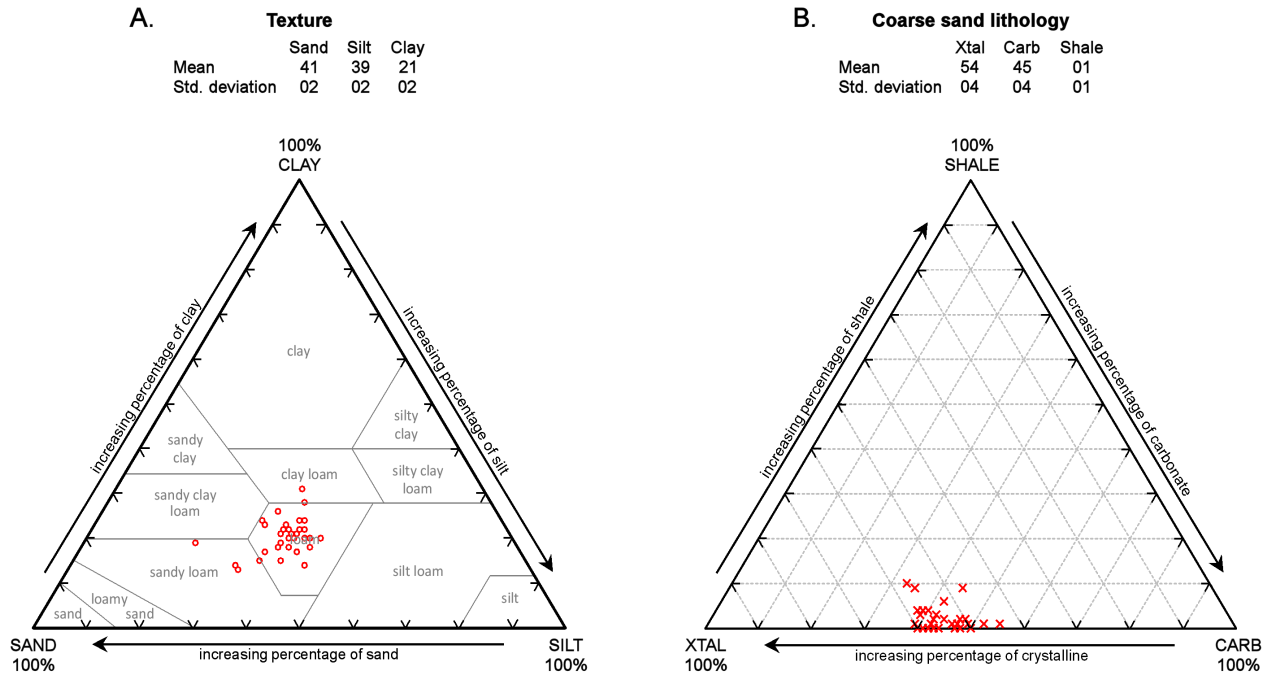 A.
Texture
Sand Silt Clay
Mean 41 39 21
Std. deviation 02 02 02
100%
CLAY
increasing percentage of clay
increasing percentage of silt
clay
silty
clay
sandy
clay
clay loam
silty clay
loam
sandy clay
loam
loam
sandy loam
silt loam
loamy
sand
sand
silt
SAND
100%
increasing percentage of sand
SILT
100%
B.
Coarse sand lithology
Xtal Carb Shale
Mean 54 45 01
Std. deviation 04 04 01
100%
SHALE
increasing percentage of shale
increasing percentage of carbonate
XTAL
100%
increasing percentage of crystalline
CARB
100%